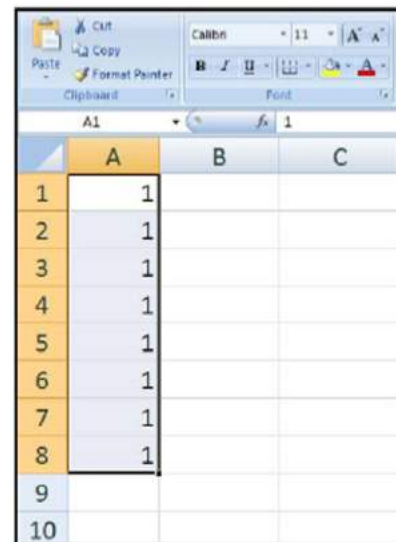 Cut
Copy
Paste
Format Painter
Clipboard
Calibri 11 A A
B I U A
Font
A1 fx 1
A B C
1 1
2 1
3 1
4 1
5 1
6 1
7 1
8 1
9
10